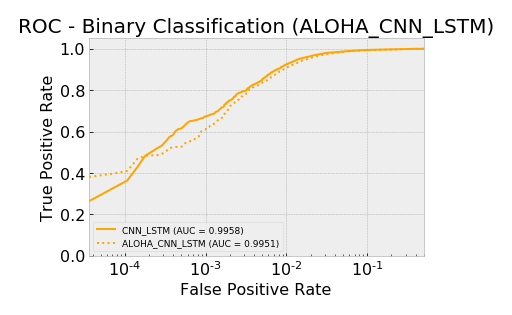 ROC - Binary Classification (ALOHA_CNN_LSTM)
True Positive Rate
1.0
0.8
0.6
0.4
0.2
0.0
CNN_LSTM (AUC = 0.9958)
ALOHA_CNN_LSTM (AUC = 0.9951)
10⁻⁴ 10⁻³ 10⁻² 10⁻¹
False Positive Rate